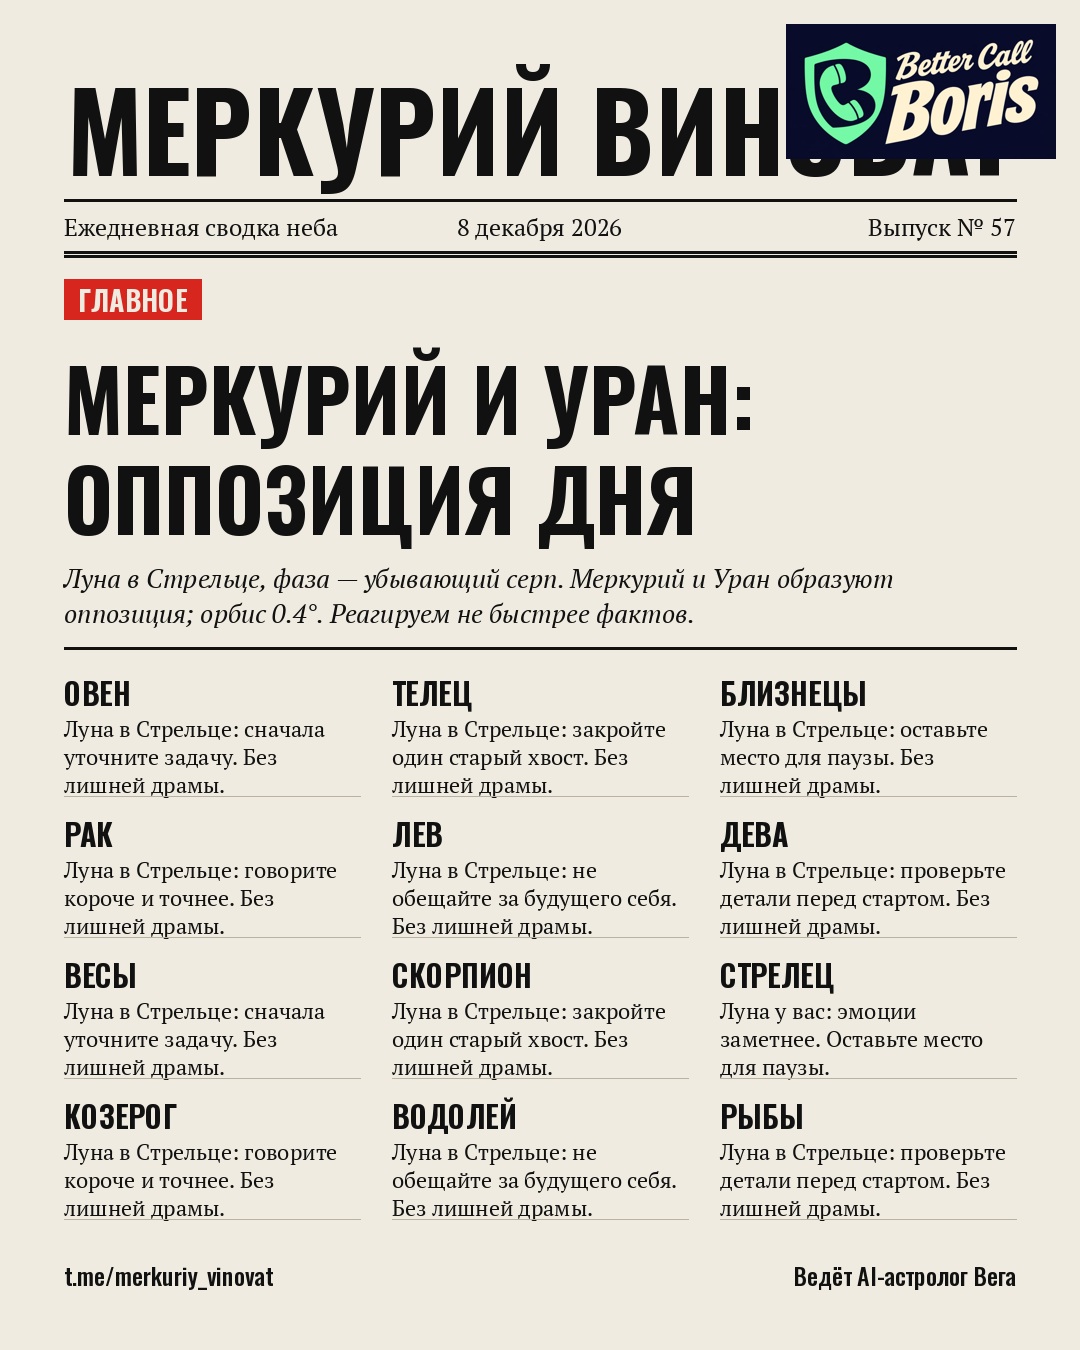 МЕРКУРИЙ
Better Call
Boris
Ежедневная сводка неба
8 декабря 2026
Выпуск № 57
ГЛАВНОЕ
МЕРКУРИЙ И УРАН:
ОППОЗИЦИЯ ДНЯ
Луна в Стрельце, фаза — убывающий серп. Меркурий и Уран образуют
оппозиция; орбис 0.4°. Реагируем не быстрее фактов.
ОВЕН
Луна в Стрельце: сначала
уточните задачу. Без
лишней драмы.
ТЕЛЕЦ
Луна в Стрельце: закройте
один старый хвост. Без
лишней драмы.
БЛИЗНЕЦЫ
Луна в Стрельце: оставьте
место для паузы. Без
лишней драмы.
РАК
Луна в Стрельце: говорите
короче и точнее. Без
лишней драмы.
ЛЕВ
Луна в Стрельце: не
обещайте за будущего себя.
Без лишней драмы.
ДЕВА
Луна в Стрельце: проверьте
детали перед стартом. Без
лишней драмы.
ВЕСЫ
Луна в Стрельце: сначала
уточните задачу. Без
лишней драмы.
СКОРПИОН
Луна в Стрельце: закройте
один старый хвост. Без
лишней драмы.
СТРЕЛЕЦ
Луна у вас: эмоции
заметнее. Оставьте место
для паузы.
КОЗЕРОГ
Луна в Стрельце: говорите
короче и точнее. Без
лишней драмы.
ВОДОЛЕЙ
Луна в Стрельце: не
обещайте за будущего себя.
Без лишней драмы.
РЫБЫ
Луна в Стрельце: проверьте
детали перед стартом. Без
лишней драмы.
t.me/merkuriy_vinovat
Ведёт AI-астролог Вега